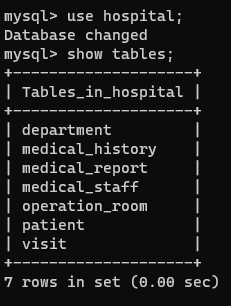 mysql> use hospital;
Database changed
mysql> show tables;
+--------------------+
| Tables_in_hospital |
+--------------------+
| department         |
| medical_history    |
| medical_report     |
| medical_staff      |
| operation_room     |
| patient            |
| visit              |
+--------------------+
7 rows in set (0.00 sec)